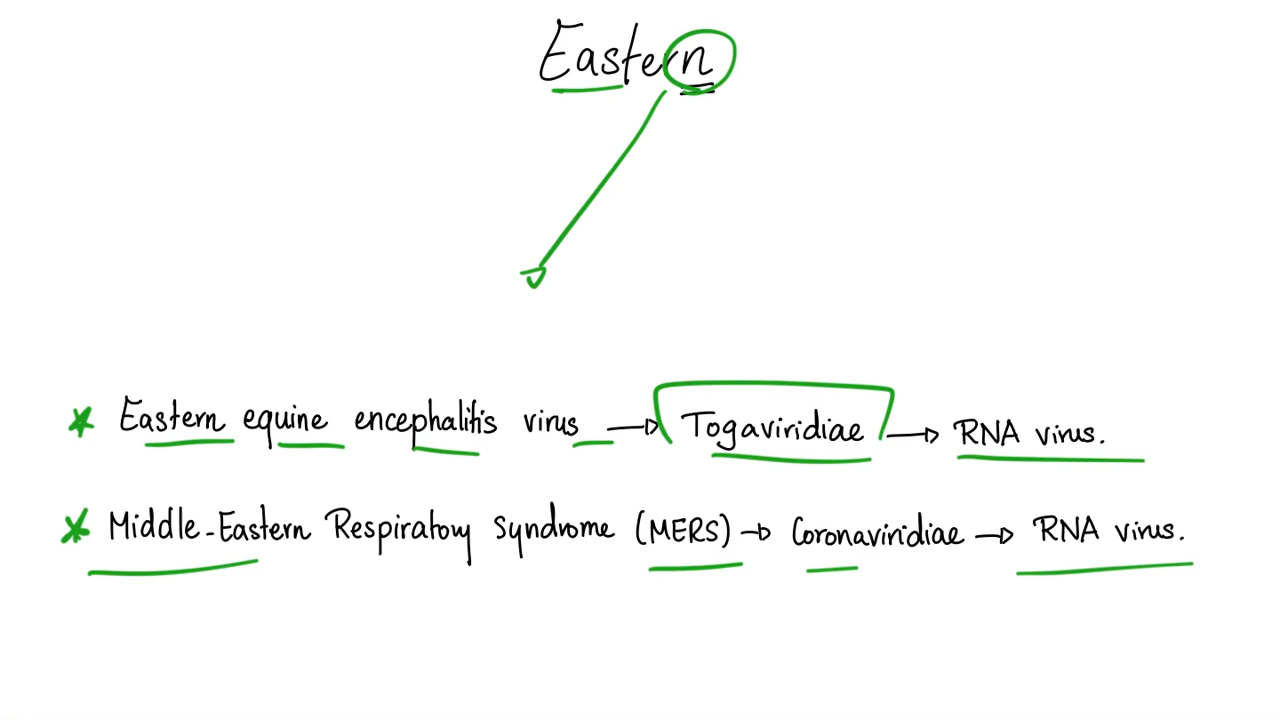 Eastern
* Eastern equine encephalitis virus → Togaviridiae → RNA virus.
* Middle-Eastern Respiratory Syndrome (MERS) → Coronaviridiae → RNA virus.